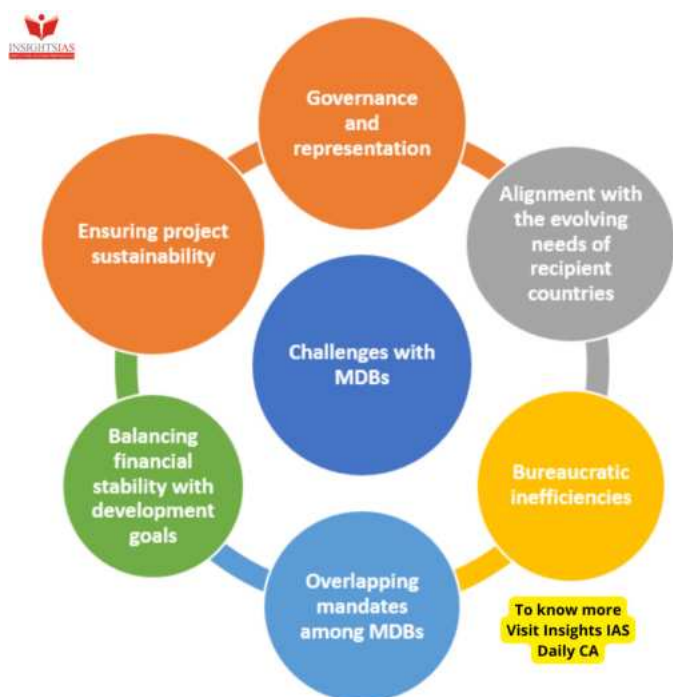 INSIGHTSIAS
Governance
and
representation
Alignment with
the evolving
needs of
recipient
countries
Ensuring project
sustainability
Challenges with
MDBs
Balancing
financial
stability with
development
goals
Bureaucratic
inefficiencies
Overlapping
mandates
among MDBs
To know more
Visit Insights IAS
Daily CA